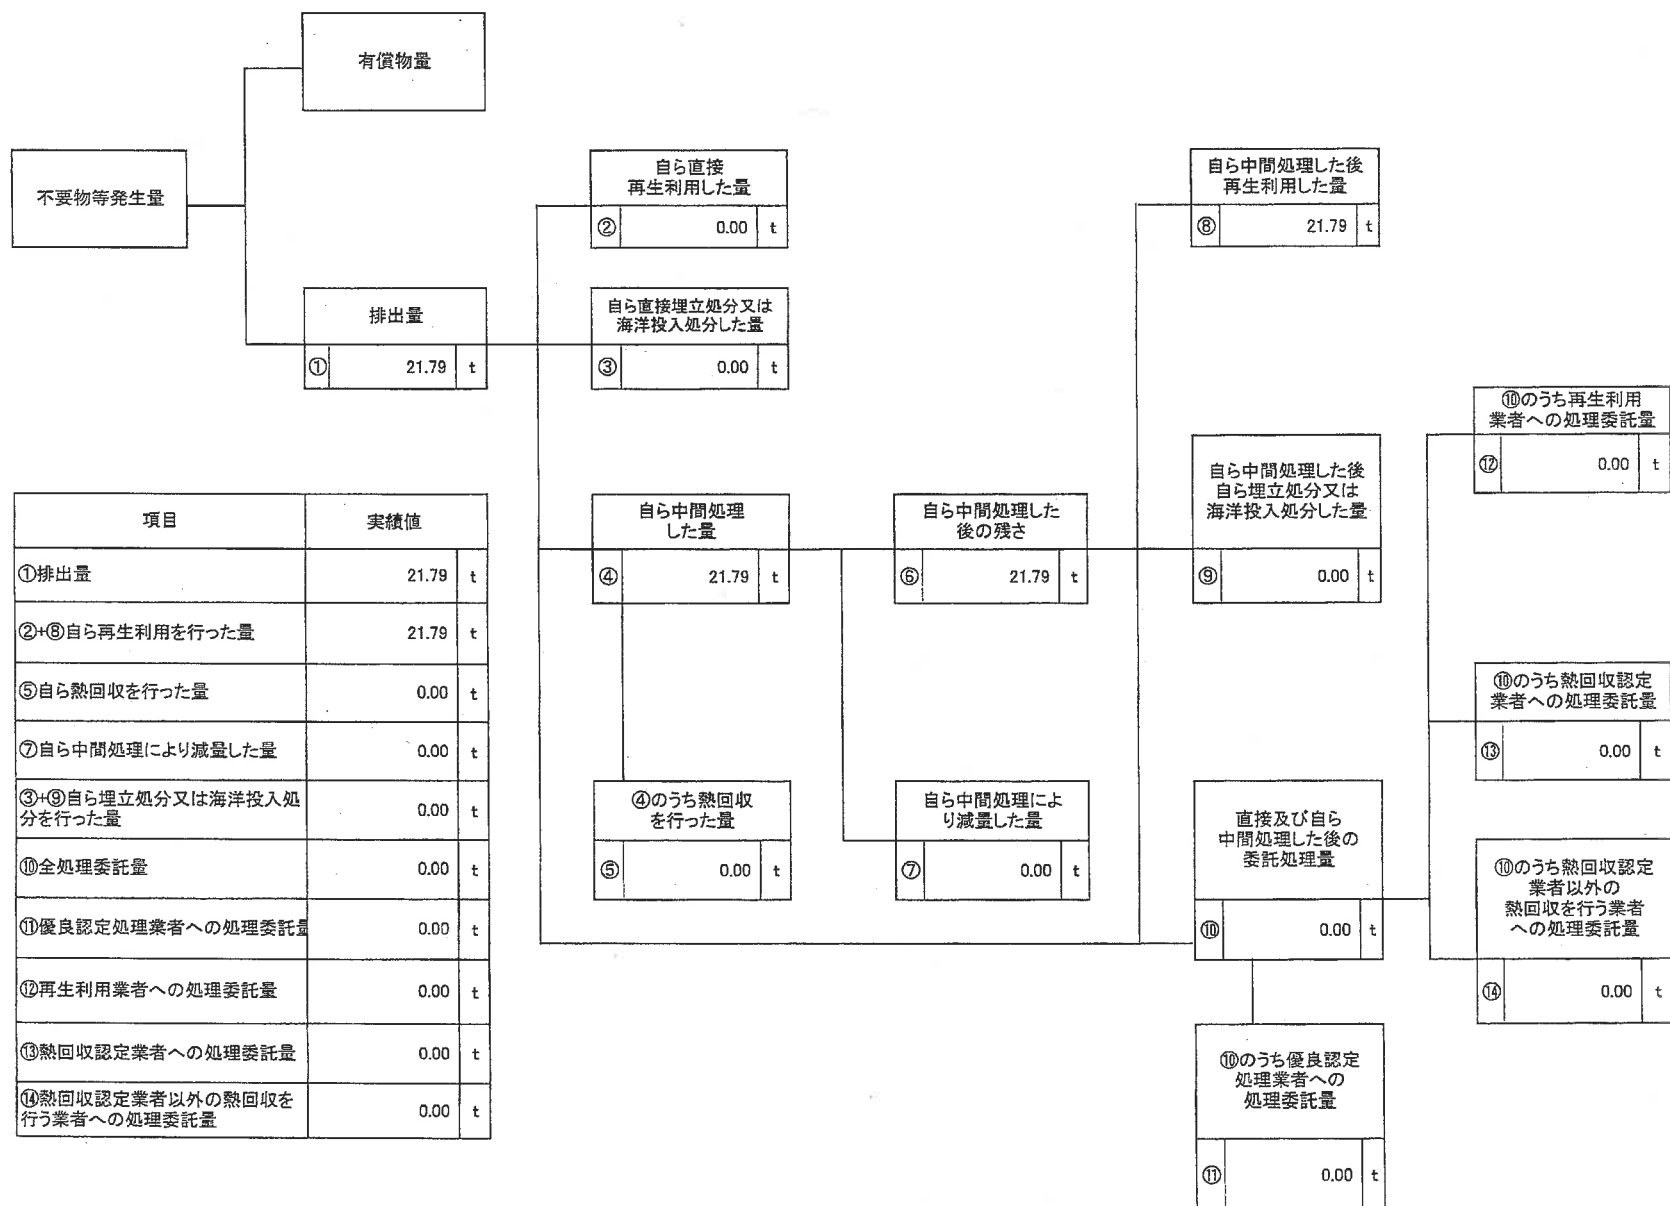 有償物量
不要物等発生量
自ら直接
再生利用した量
② 0.00 t
自ら中間処理した後
再生利用した量
⑧ 21.79 t
排出量
① 21.79 t
自ら直接埋立処分又は
海洋投入処分した量
③ 0.00 t
⑩のうち再生利用
業者への処理委託量
⑫ 0.00 t
自ら中間処理
した量
④ 21.79 t
自ら中間処理した
後の残さ
⑥ 21.79 t
自ら中間処理した後
自ら埋立処分又は
海洋投入処分した量
⑨ 0.00 t
⑩のうち熱回収認定
業者への処理委託量
⑬ 0.00 t
④のうち熱回収
を行った量
⑤ 0.00 t
自ら中間処理によ
り減量した量
⑦ 0.00 t
直接及び自ら
中間処理した後の
委託処理量
⑩ 0.00 t
⑩のうち熱回収認定
業者以外の
熱回収を行う業者
への処理委託量
⑭ 0.00 t
⑩のうち優良認定
処理業者への
処理委託量
⑪ 0.00 t
項目 実績値
①排出量 21.79 t
②+⑧自ら再生利用を行った量 21.79 t
⑤自ら熱回収を行った量 0.00 t
⑦自ら中間処理により減量した量 0.00 t
③+⑨自ら埋立処分又は海洋投入処
分を行った量 0.00 t
⑩全処理委託量 0.00 t
⑪優良認定処理業者への処理委託量 0.00 t
⑫再生利用業者への処理委託量 0.00 t
⑬熱回収認定業者への処理委託量 0.00 t
⑭熱回収認定業者以外の熱回収を
行う業者への処理委託量 0.00 t